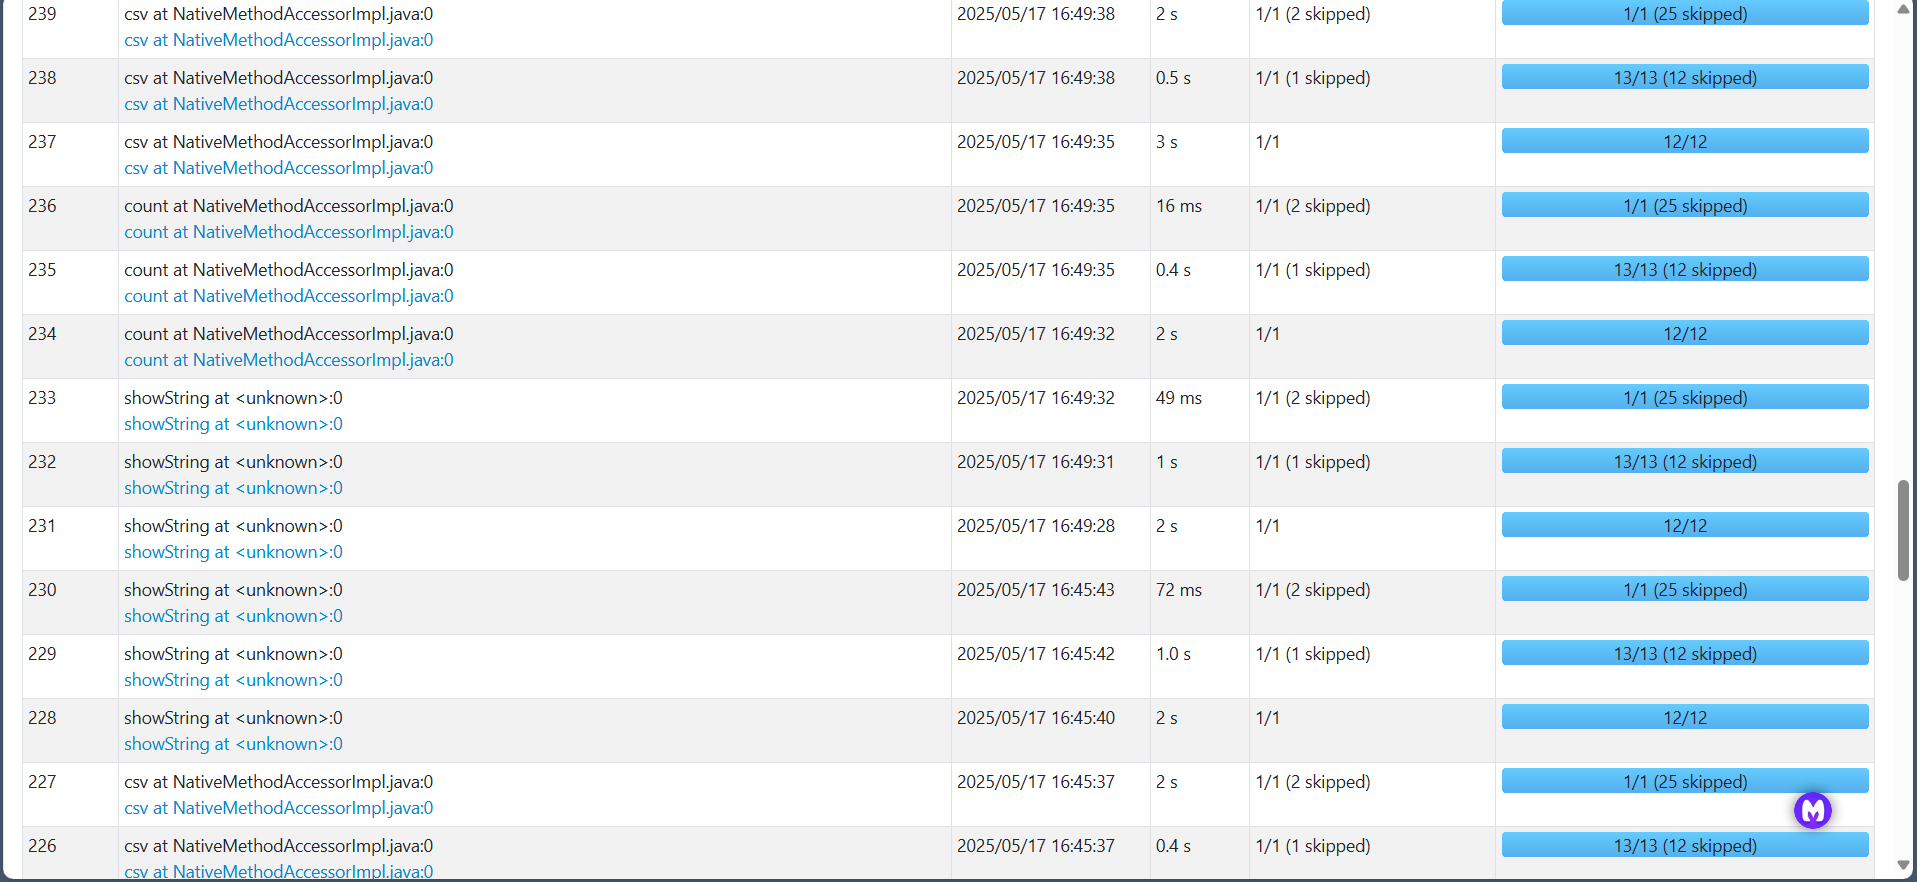 239 csv at NativeMethodAccessorImpl.java:0 2025/05/17 16:49:38 2 s 1/1 (2 skipped) 1/1 (25 skipped)
csv at NativeMethodAccessorImpl.java:0
238 csv at NativeMethodAccessorImpl.java:0 2025/05/17 16:49:38 0.5 s 1/1 (1 skipped) 13/13 (12 skipped)
csv at NativeMethodAccessorImpl.java:0
237 csv at NativeMethodAccessorImpl.java:0 2025/05/17 16:49:35 3 s 1/1 12/12
csv at NativeMethodAccessorImpl.java:0
236 count at NativeMethodAccessorImpl.java:0 2025/05/17 16:49:35 16 ms 1/1 (2 skipped) 1/1 (25 skipped)
count at NativeMethodAccessorImpl.java:0
235 count at NativeMethodAccessorImpl.java:0 2025/05/17 16:49:35 0.4 s 1/1 (1 skipped) 13/13 (12 skipped)
count at NativeMethodAccessorImpl.java:0
234 count at NativeMethodAccessorImpl.java:0 2025/05/17 16:49:32 2 s 1/1 12/12
count at NativeMethodAccessorImpl.java:0
233 showString at <unknown>:0 2025/05/17 16:49:32 49 ms 1/1 (2 skipped) 1/1 (25 skipped)
showString at <unknown>:0
232 showString at <unknown>:0 2025/05/17 16:49:31 1 s 1/1 (1 skipped) 13/13 (12 skipped)
showString at <unknown>:0
231 showString at <unknown>:0 2025/05/17 16:49:28 2 s 1/1 12/12
showString at <unknown>:0
230 showString at <unknown>:0 2025/05/17 16:45:43 72 ms 1/1 (2 skipped) 1/1 (25 skipped)
showString at <unknown>:0
229 showString at <unknown>:0 2025/05/17 16:45:42 1.0 s 1/1 (1 skipped) 13/13 (12 skipped)
showString at <unknown>:0
228 showString at <unknown>:0 2025/05/17 16:45:40 2 s 1/1 12/12
showString at <unknown>:0
227 csv at NativeMethodAccessorImpl.java:0 2025/05/17 16:45:37 2 s 1/1 (2 skipped) 1/1 (25 skipped)
csv at NativeMethodAccessorImpl.java:0
226 csv at NativeMethodAccessorImpl.java:0 2025/05/17 16:45:37 0.4 s 1/1 (1 skipped) 13/13 (12 skipped)
csv at NativeMethodAccessorImpl.java:0